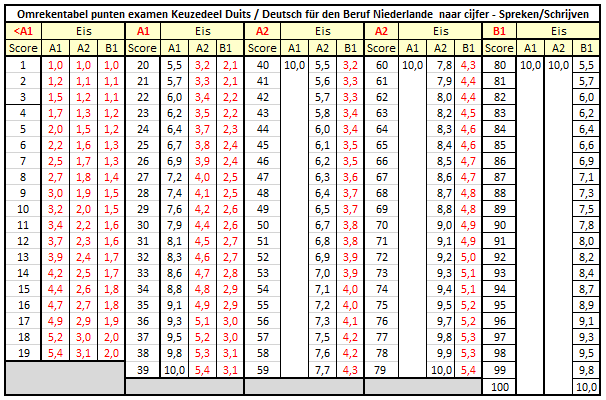 Omrekentabel punten examen Keuzedeel Duits / Deutsch für den Beruf Niederlande naar cijfer - Spreken/Schrijven
<A1 Eis A1 Eis A2 Eis A2 Eis B1 Eis
Score A1 A2 B1 Score A1 A2 B1 Score A1 A2 B1 Score A1 A2 B1 Score A1 A2 B1
1 1,0 1,0 1,0 20 5,5 3,2 2,1 40 10,0 5,5 3,2 60 10,0 7,8 4,3 80 10,0 10,0 5,5
2 1,2 1,1 1,1 21 5,7 3,3 2,1 41 5,6 3,3 61 7,9 4,4 81 5,7
3 1,5 1,2 1,1 22 6,0 3,4 2,2 42 5,7 3,3 62 8,0 4,4 82 6,0
4 1,7 1,3 1,2 23 6,2 3,5 2,2 43 5,8 3,4 63 8,2 4,5 83 6,2
5 2,0 1,5 1,2 24 6,4 3,7 2,3 44 6,0 3,4 64 8,3 4,6 84 6,4
6 2,2 1,6 1,3 25 6,7 3,8 2,4 45 6,1 3,5 65 8,4 4,6 85 6,6
7 2,5 1,7 1,3 26 6,9 3,9 2,4 46 6,2 3,5 66 8,5 4,7 86 6,9
8 2,7 1,8 1,4 27 7,2 4,0 2,5 47 6,3 3,6 67 8,6 4,7 87 7,1
9 3,0 1,9 1,5 28 7,4 4,1 2,5 48 6,4 3,7 68 8,7 4,8 88 7,3
10 3,2 2,0 1,5 29 7,6 4,2 2,6 49 6,5 3,7 69 8,8 4,8 89 7,5
11 3,4 2,2 1,6 30 7,9 4,4 2,6 50 6,7 3,8 70 9,0 4,9 90 7,8
12 3,7 2,3 1,6 31 8,1 4,5 2,7 51 6,8 3,8 71 9,1 4,9 91 8,0
13 3,9 2,4 1,7 32 8,3 4,6 2,7 52 6,9 3,9 72 9,2 5,0 92 8,2
14 4,2 2,5 1,7 33 8,6 4,7 2,8 53 7,0 3,9 73 9,3 5,1 93 8,4
15 4,4 2,6 1,8 34 8,8 4,8 2,9 54 7,1 4,0 74 9,4 5,1 94 8,7
16 4,7 2,7 1,8 35 9,1 4,9 2,9 55 7,2 4,0 75 9,5 5,2 95 8,9
17 4,9 2,9 1,9 36 9,3 5,1 3,0 56 7,3 4,1 76 9,7 5,2 96 9,1
18 5,2 3,0 2,0 37 9,5 5,2 3,0 57 7,5 4,2 77 9,8 5,3 97 9,3
19 5,4 3,1 2,0 38 9,8 5,3 3,1 58 7,6 4,2 78 9,9 5,3 98 9,5
39 10,0 5,4 3,1 59 7,7 4,3 79 10,0 5,4 99 9,8
100 10,0